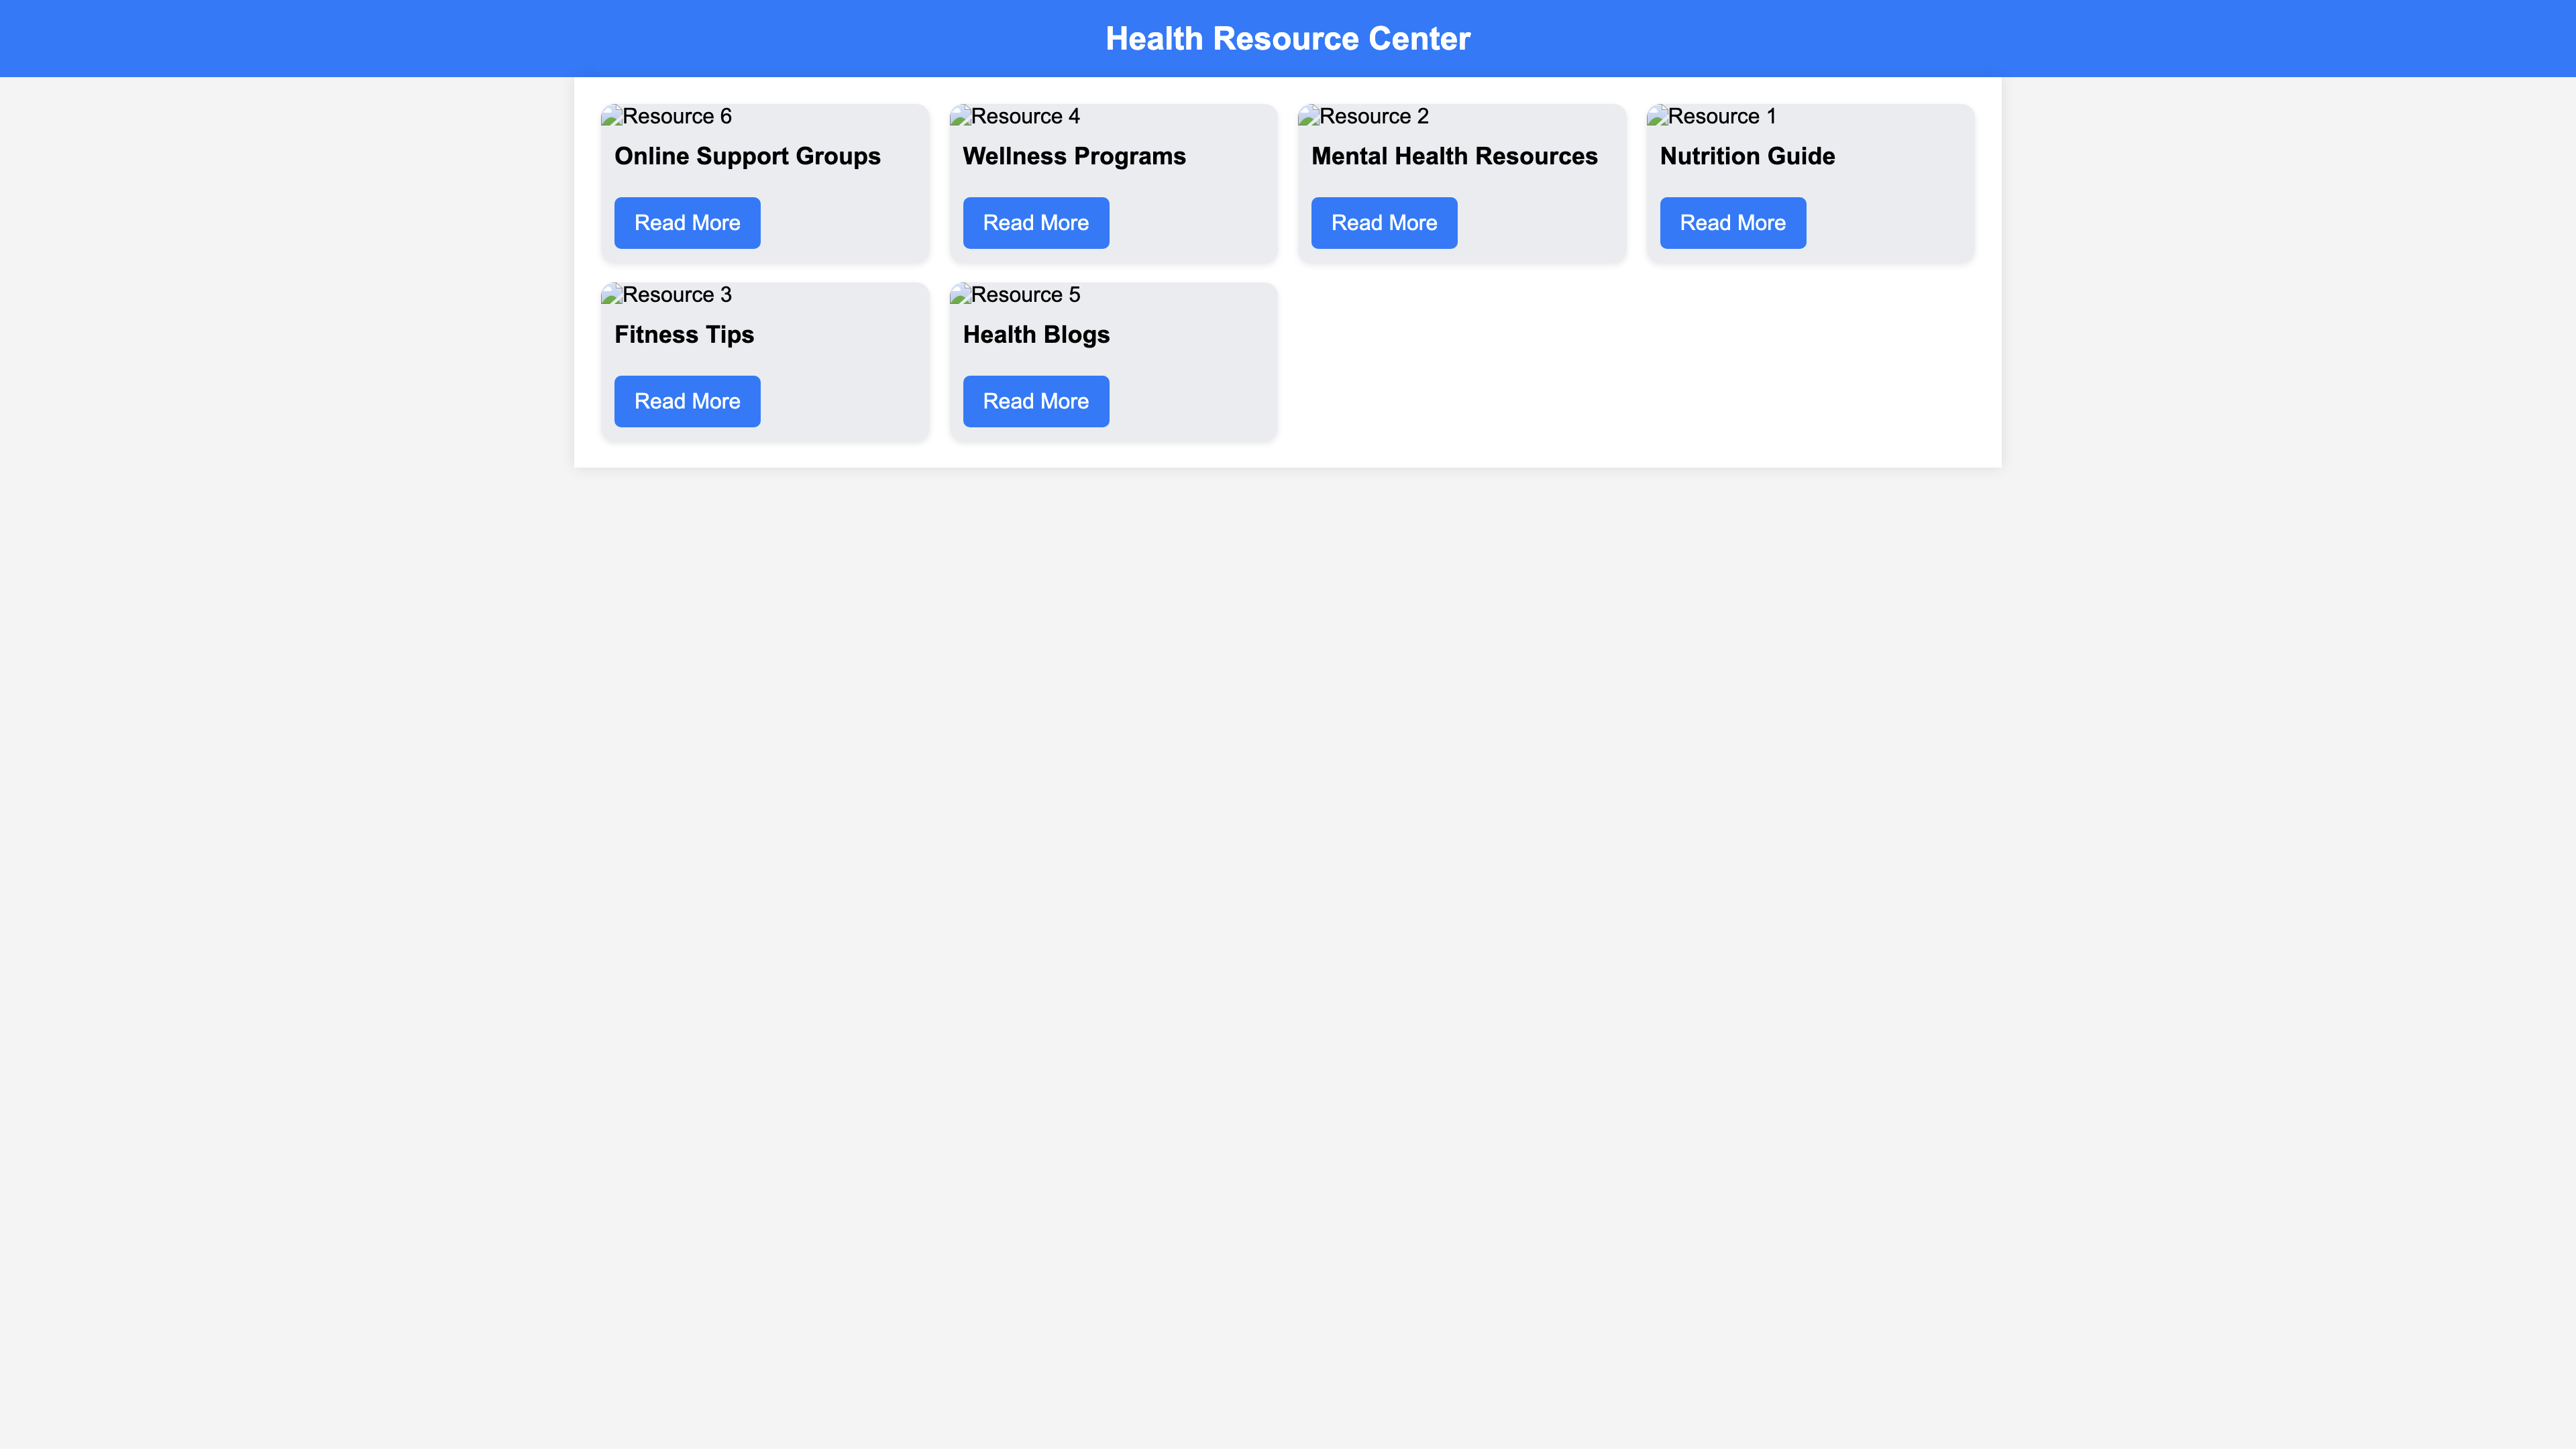 Health Resource Center
Resource 6
Online Support Groups
Read More
Resource 4
Wellness Programs
Read More
Resource 2
Mental Health Resources
Read More
Resource 1
Nutrition Guide
Read More
Resource 3
Fitness Tips
Read More
Resource 5
Health Blogs
Read More